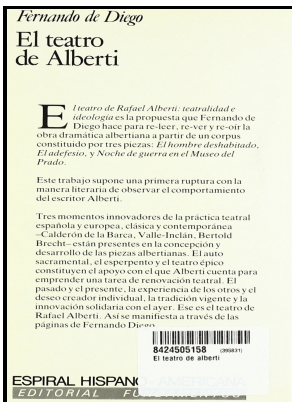 Fernando de Diego
El teatro
de Alberti
El teatro de Rafael Alberti: teatralidad e
ideología es la propuesta que Fernando de
Diego hace para re-leer, re-ver y re-oír la
obra dramática albertiana a partir de un corpus
constituido por tres piezas: El hombre deshabitado,
El adefesio, y Noche de guerra en el Museo del
Prado.
Este trabajo supone una primera ruptura con la
manera literaria de observar el comportamiento
del escritor Alberti.
Tres momentos innovadores de la práctica teatral
española y europea, clásica y contemporánea
–Calderón de la Barca, Valle-Inclán, Bertold
Brecht– están presentes en la concepción y
desarrollo de las piezas albertianas. El auto
sacramental, el esperpento y el teatro épico
constituyen el apoyo con el que Alberti cuenta para
emprender una tarea de renovación teatral. El
pasado y el presente, la experiencia de los otros y el
deseo creador individual, la tradición vigente y la
innovación solidaria con el ayer. Ese es el teatro de
Rafael Alberti. Así se manifiesta a través de las
páginas de Fernando Diego.
8424505158 (395831)
El teatro de alberti
ESPIRAL HISPANO
EDITORIAL FUNDAMENTOS